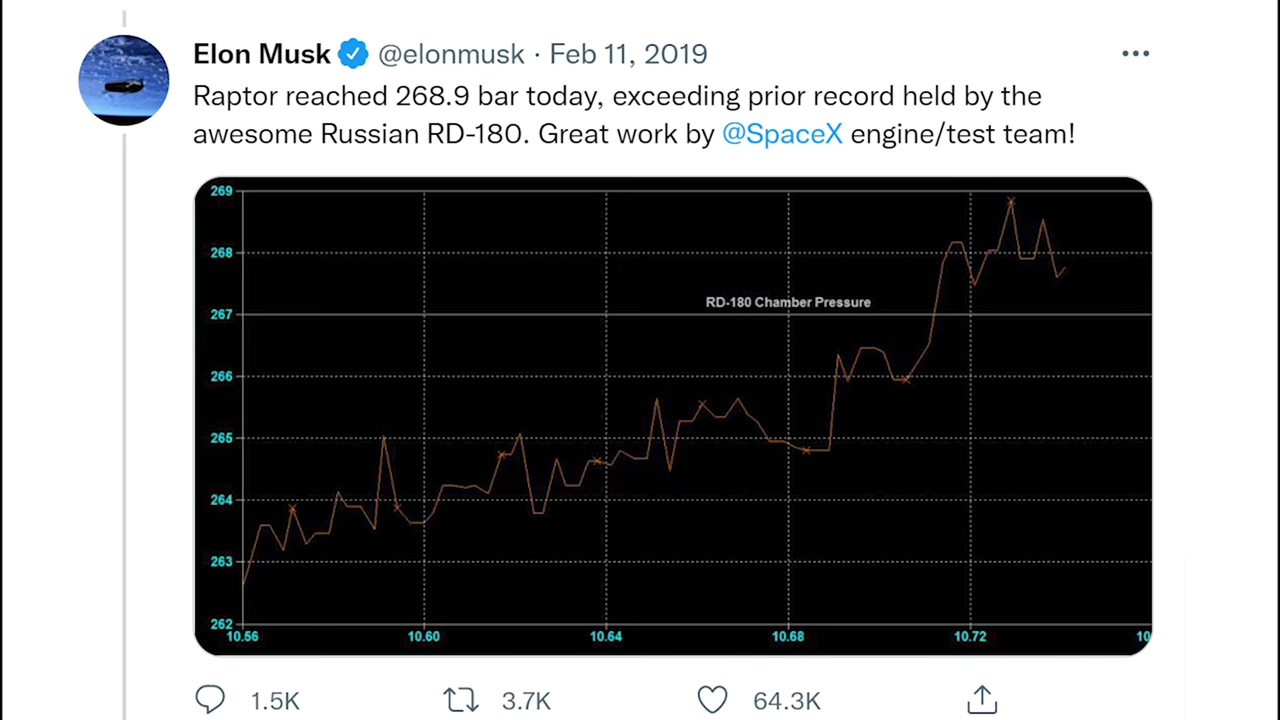 Elon Musk @elonmusk · Feb 11, 2019
Raptor reached 268.9 bar today, exceeding prior record held by the
awesome Russian RD-180. Great work by @SpaceX engine/test team!
269
268
RD-180 Chamber Pressure
267
266
265
264
263
262
10.56 10.60 10.64 10.68 10.72 10
1.5K 3.7K 64.3K